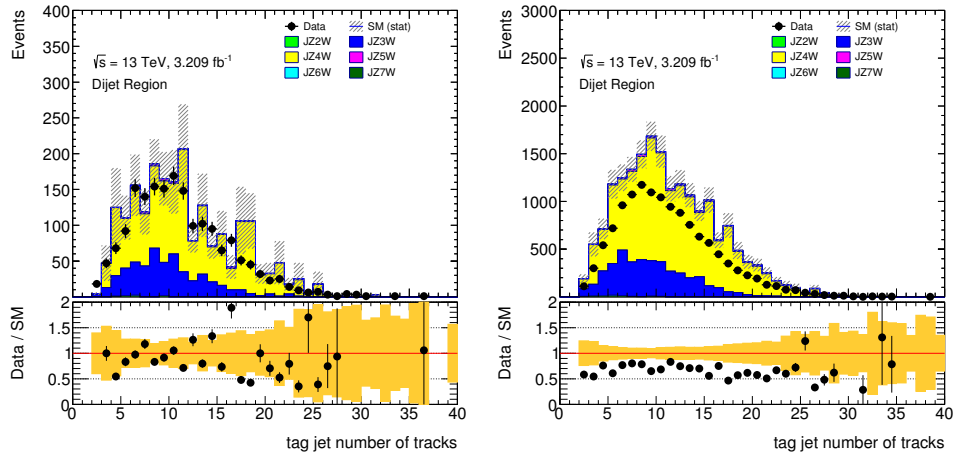 Events
400
350
300
250
200
150
100
50
0
Data
SM (stat)
JZ2W
JZ3W
JZ4W
JZ5W
JZ6W
JZ7W
√s = 13 TeV, 3.209 fb⁻¹
Dijet Region
Data / SM
2
1.5
1
0.5
0
0 5 10 15 20 25 30 35 40
tag jet number of tracks
Events
3000
2500
2000
1500
1000
500
Data
SM (stat)
JZ2W
JZ3W
JZ4W
JZ5W
JZ6W
JZ7W
√s = 13 TeV, 3.209 fb⁻¹
Dijet Region
Data / SM
2
1.5
1
0.5
0
0 5 10 15 20 25 30 35 40
tag jet number of tracks